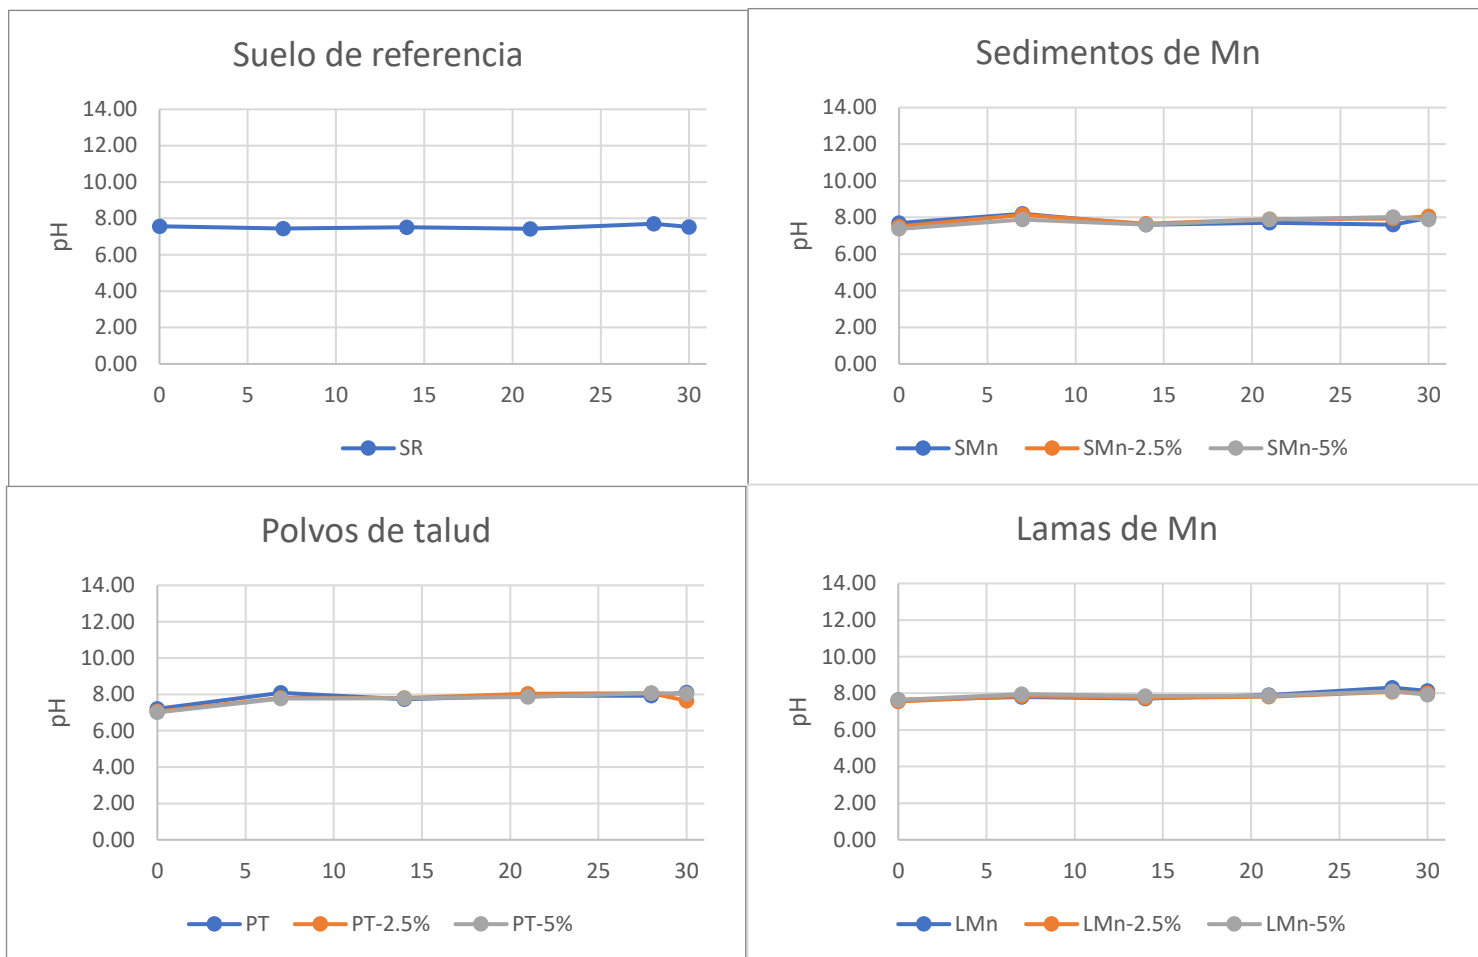 Suelo de referencia
14.00
12.00
10.00
8.00
6.00
4.00
2.00
0.00
pH
0 5 10 15 20 25 30
SR
Sedimentos de Mn
14.00
12.00
10.00
8.00
6.00
4.00
2.00
0.00
pH
0 5 10 15 20 25 30
SMn SMn-2.5% SMn-5%
Polvos de talud
14.00
12.00
10.00
8.00
6.00
4.00
2.00
0.00
pH
0 5 10 15 20 25 30
PT PT-2.5% PT-5%
Lamas de Mn
14.00
12.00
10.00
8.00
6.00
4.00
2.00
0.00
pH
0 5 10 15 20 25 30
LMn LMn-2.5% LMn-5%